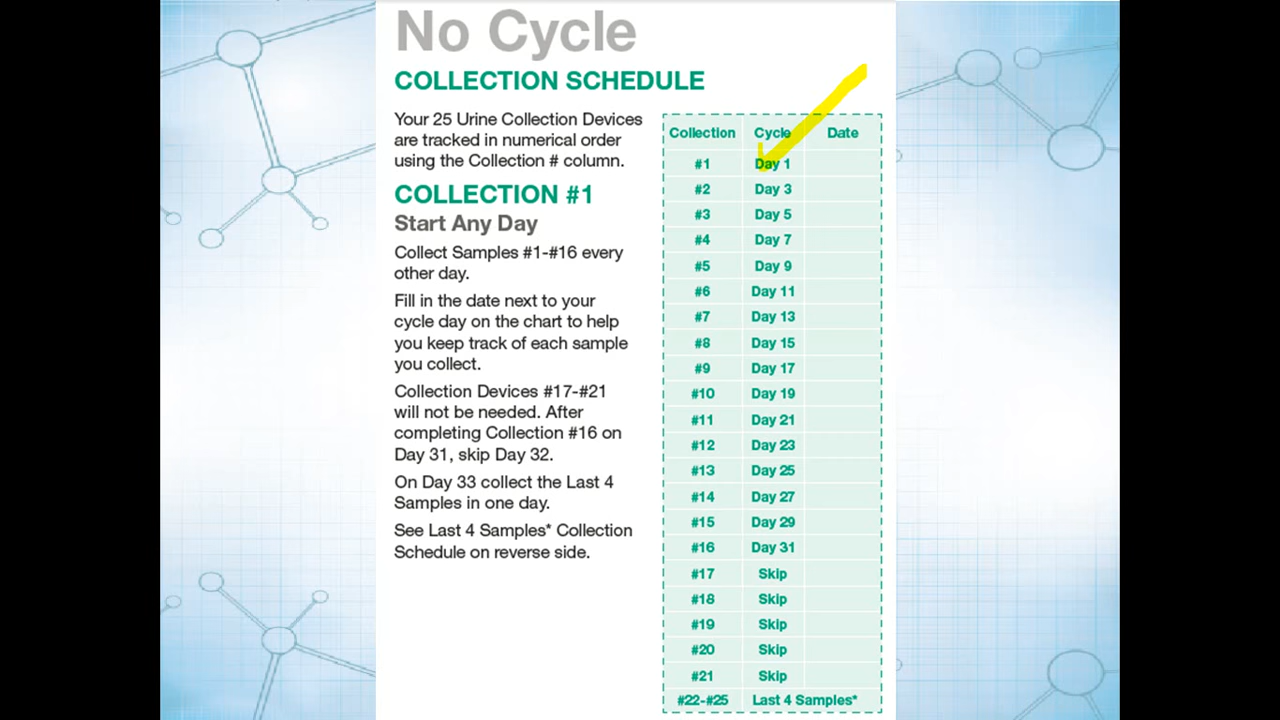 No Cycle
COLLECTION SCHEDULE
Your 25 Urine Collection Devices
are tracked in numerical order
using the Collection # column.
COLLECTION #1
Start Any Day
Collect Samples #1-#16 every
other day.
Fill in the date next to your
cycle day on the chart to help
you keep track of each sample
you collect.
Collection Devices #17-#21
will not be needed. After
completing Collection #16 on
Day 31, skip Day 32.
On Day 33 collect the Last 4
Samples in one day.
See Last 4 Samples* Collection
Schedule on reverse side.
Collection Cycle Date
#1 Day 1
#2 Day 3
#3 Day 5
#4 Day 7
#5 Day 9
#6 Day 11
#7 Day 13
#8 Day 15
#9 Day 17
#10 Day 19
#11 Day 21
#12 Day 23
#13 Day 25
#14 Day 27
#15 Day 29
#16 Day 31
#17 Skip
#18 Skip
#19 Skip
#20 Skip
#21 Skip
#22-#25 Last 4 Samples*